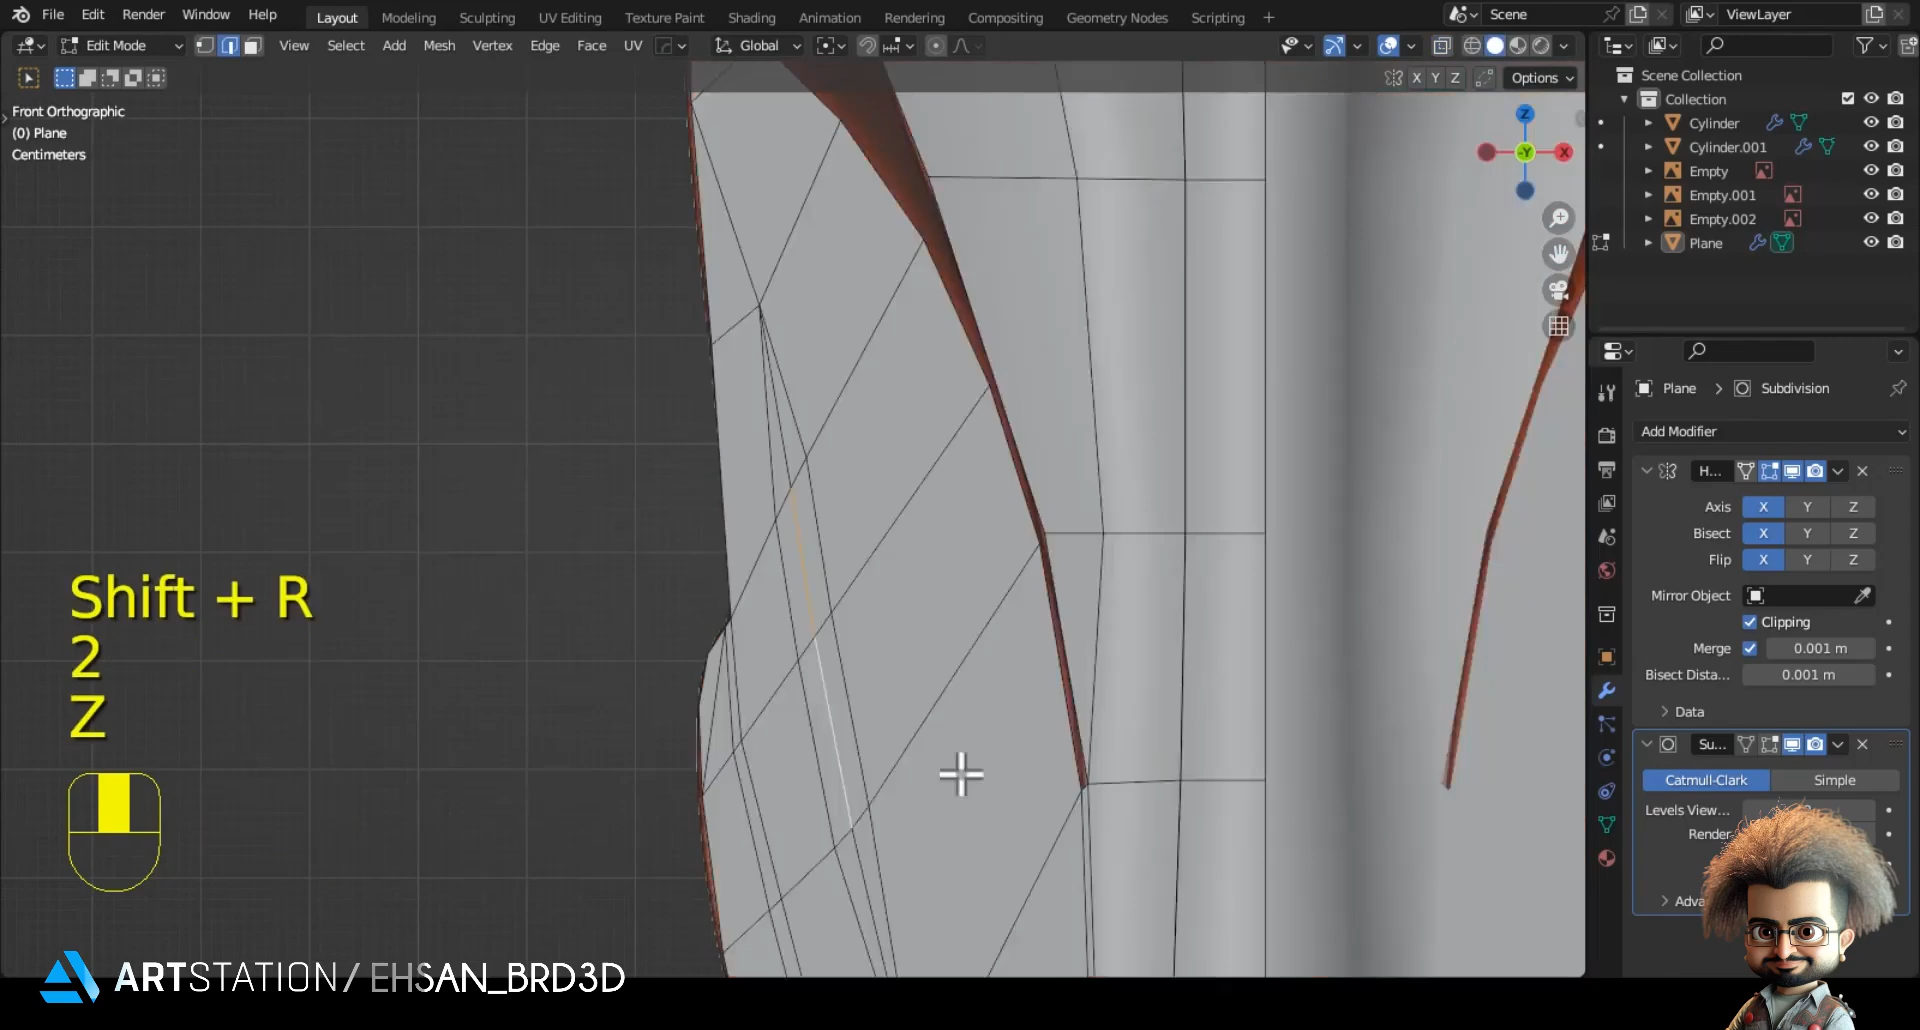 File Edit Render Window Help Layout Modeling Sculpting UV Editing Texture Paint Shading Animation Rendering Compositing Geometry Nodes Scripting + Scene ViewLayer
Edit Mode View Select Add Mesh Vertex Edge Face UV Global
X Y Z Options
Front Orthographic
(0) Plane
Centimeters
Z
X
-Y
Scene Collection
Collection
Cylinder
Cylinder.001
Empty
Empty.001
Empty.002
Plane
Plane > Subdivision
Add Modifier
H...
Axis X Y Z
Bisect X Y Z
Flip X Y Z
Mirror Object
Clipping
Merge 0.001 m
Bisect Dista... 0.001 m
Data
Su...
Catmull-Clark Simple
Levels View...
Render
Adva
Shift + R
2
Z
ARTSTATION/EHSAN_BRD3D